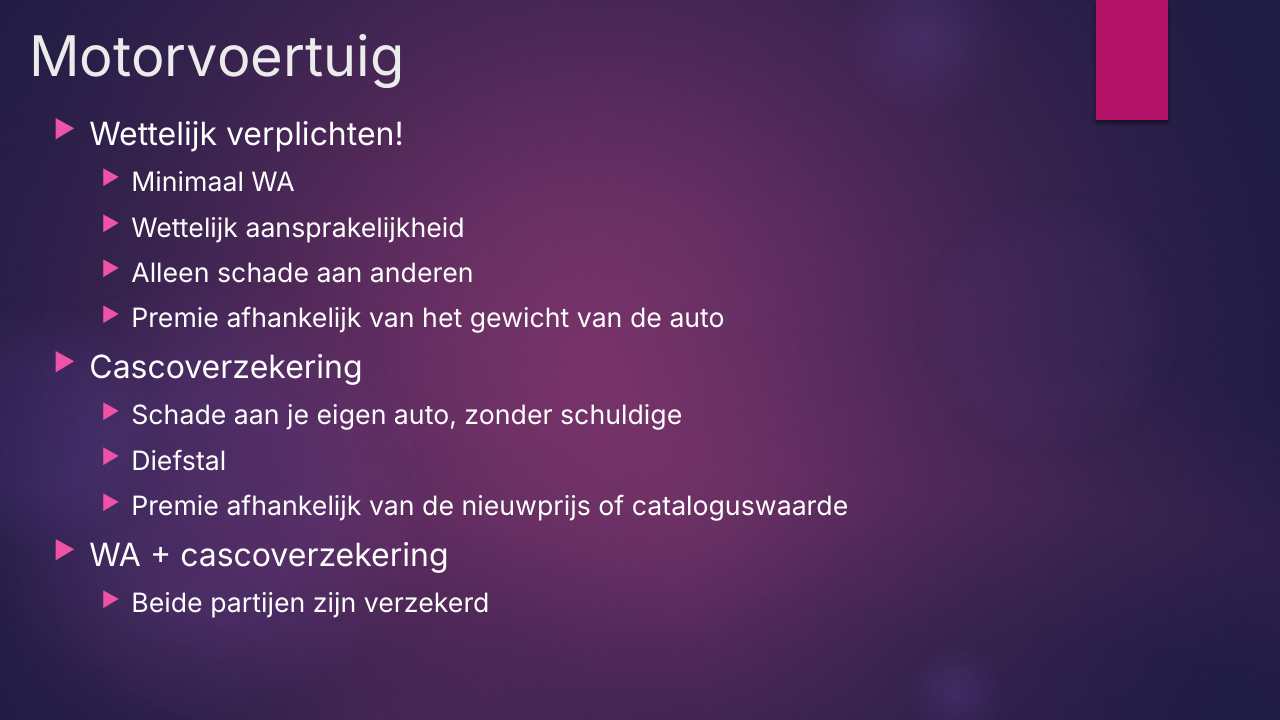 Motorvoertuig
Wettelijk verplichten!
Minimaal WA
Wettelijk aansprakelijkheid
Alleen schade aan anderen
Premie afhankelijk van het gewicht van de auto
Cascoverzekering
Schade aan je eigen auto, zonder schuldige
Diefstal
Premie afhankelijk van de nieuwprijs of cataloguswaarde
WA + cascoverzekering
Beide partijen zijn verzekerd